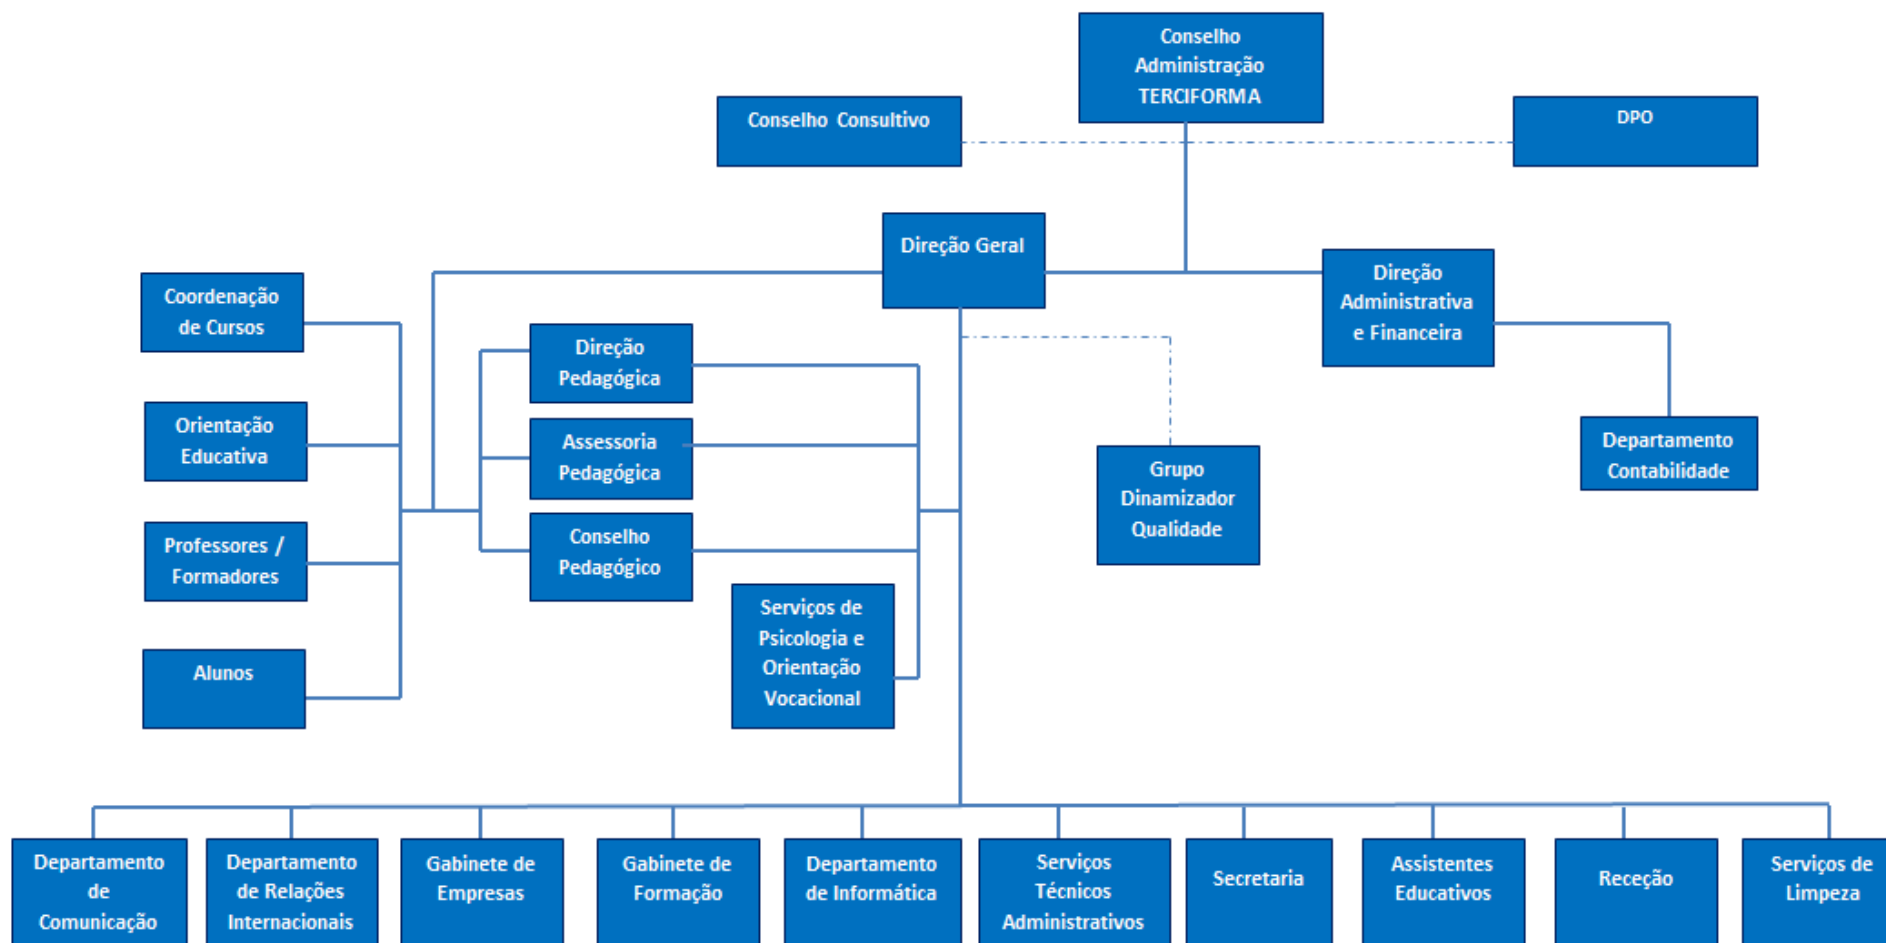 Conselho
Administração
TERCIFORMA
Conselho Consultivo
DPO
Direção Geral
Direção
Administrativa
e Financeira
Coordenação
de Cursos
Direção
Pedagógica
Orientação
Educativa
Assessoria
Pedagógica
Grupo
Dinamizador
Qualidade
Departamento
Contabilidade
Professores /
Formadores
Conselho
Pedagógico
Serviços de
Psicologia e
Orientação
Vocacional
Alunos
Departamento
de
Comunicação
Departamento
de Relações
Internacionais
Gabinete de
Empresas
Gabinete de
Formação
Departamento
de Informática
Serviços
Técnicos
Administrativos
Secretaria
Assistentes
Educativos
Receção
Serviços de
Limpeza